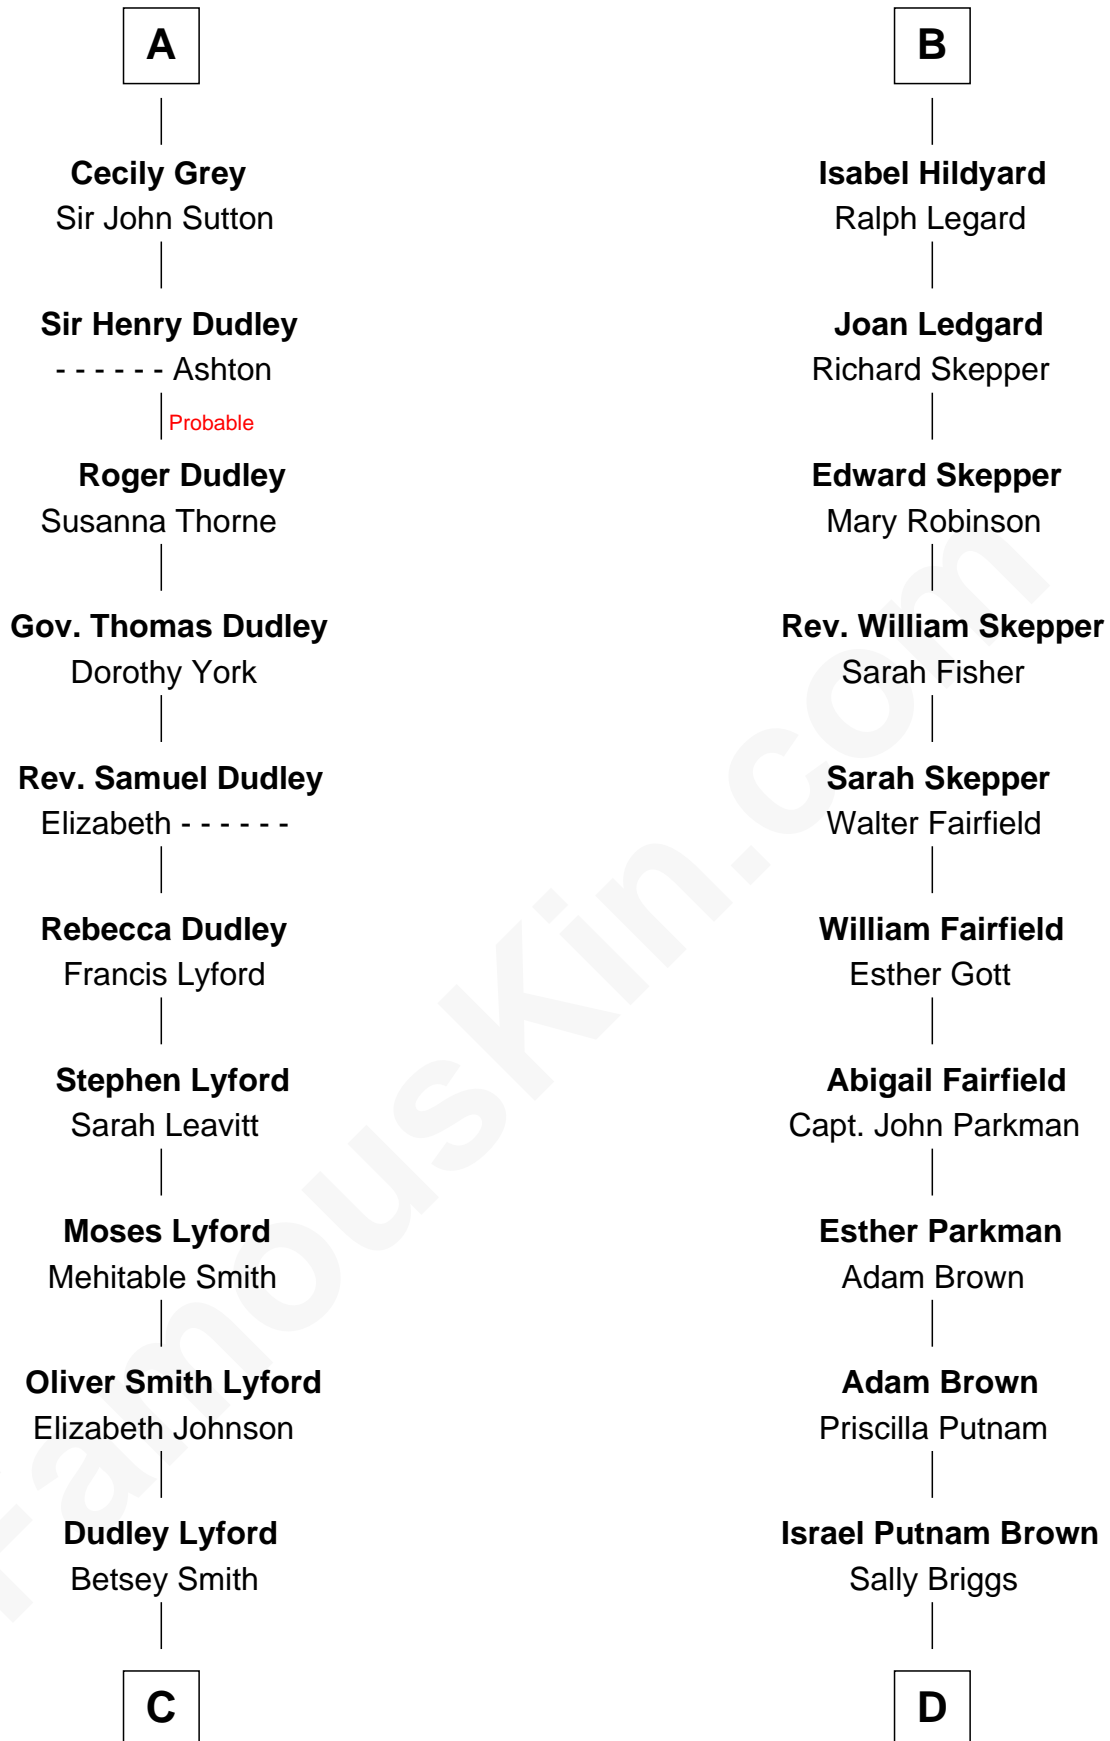 A
Cecily Grey
Sir John Sutton
Sir Henry Dudley
- - - - - - Ashton
Probable
Roger Dudley
Susanna Thorne
Gov. Thomas Dudley
Dorothy York
Rev. Samuel Dudley
Elizabeth - - - - - -
Rebecca Dudley
Francis Lyford
Stephen Lyford
Sarah Leavitt
Moses Lyford
Mehitable Smith
Oliver Smith Lyford
Elizabeth Johnson
Dudley Lyford
Betsey Smith
C
B
Isabel Hildyard
Ralph Legard
Joan Ledgard
Richard Skepper
Edward Skepper
Mary Robinson
Rev. William Skepper
Sarah Fisher
Sarah Skepper
Walter Fairfield
William Fairfield
Esther Gott
Abigail Fairfield
Capt. John Parkman
Esther Parkman
Adam Brown
Adam Brown
Priscilla Putnam
Israel Putnam Brown
Sally Briggs
D
FamousKin.com